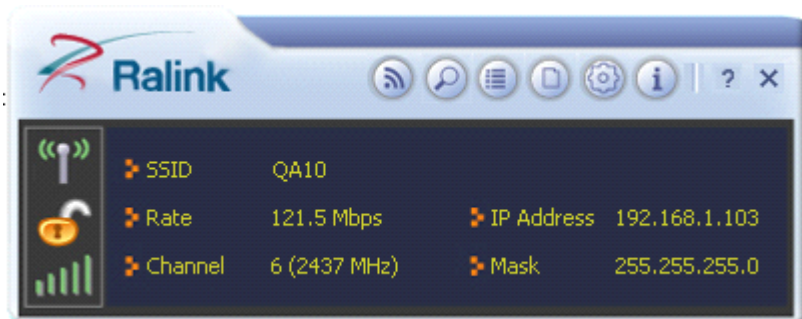 :
Ralink
i ? ×
SSID QA10
Rate 121.5 Mbps IP Address 192.168.1.103
Channel 6 (2437 MHz) Mask 255.255.255.0